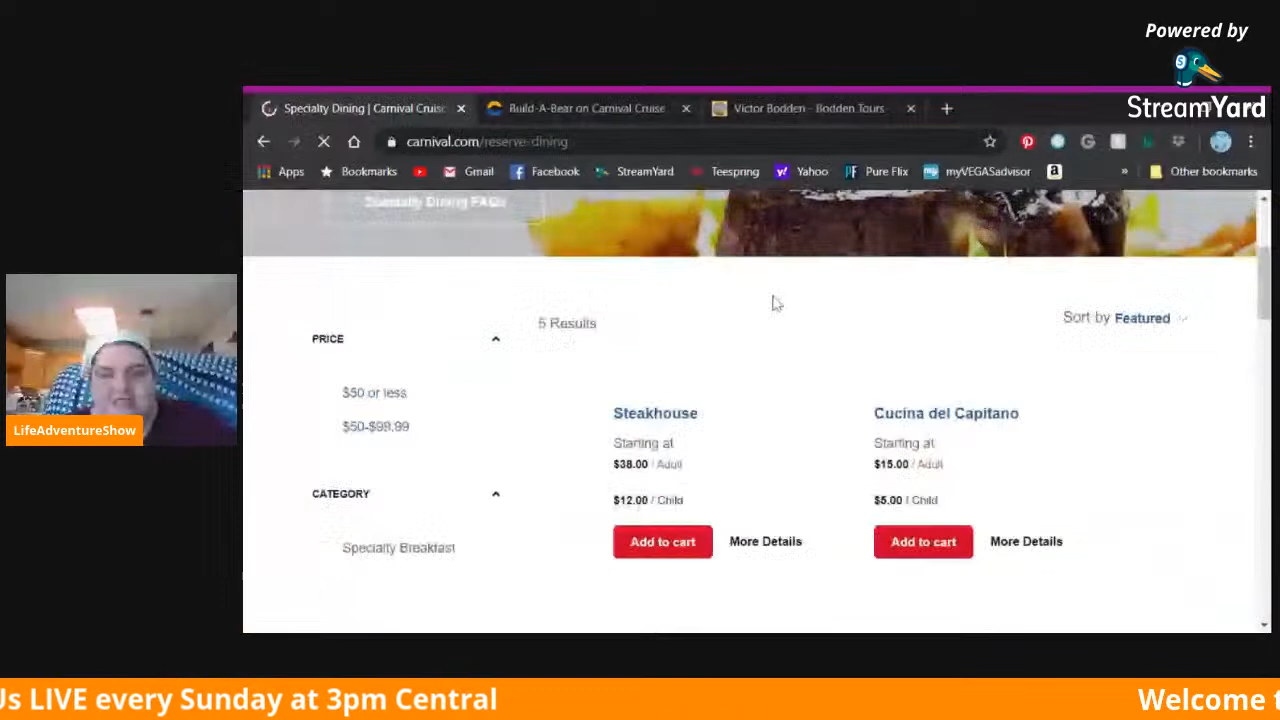 Powered by
StreamYard
Specialty Dining | Carnival Cruise
Build-A-Bear on Carnival Cruise
Victor Bodden - Bodden Tours
carnival.com/reserve-dining
Apps
Bookmarks
Gmail
Facebook
StreamYard
Teespring
Yahoo
Pure Flix
myVEGASadvisor
»
Other bookmarks
Specialty Dining FAQs
5 Results
Sort by Featured
PRICE
$50 or less
$50-$99.99
CATEGORY
Specialty Breakfast
Steakhouse
Starting at
$38.00 / Adult
$12.00 / Child
Add to cart
More Details
Cucina del Capitano
Starting at
$15.00 / Adult
$5.00 / Child
Add to cart
More Details
LifeAdventureShow
Us LIVE every Sunday at 3pm Central
Welcome t